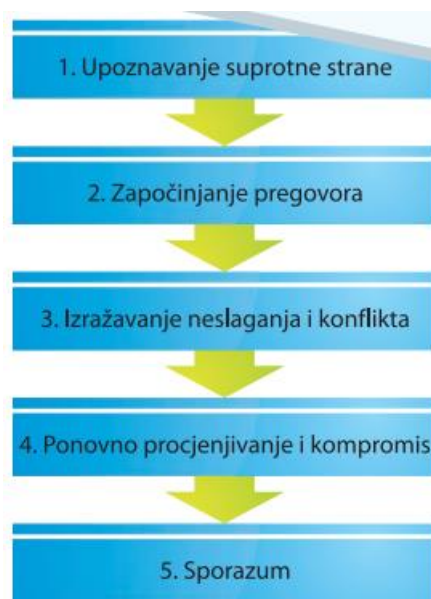 1. Upoznavanje suprotne strane
2. Započinjanje pregovora
3. Izražavanje neslaganja i konflikta
4. Ponovno procjenjivanje i kompromis
5. Sporazum